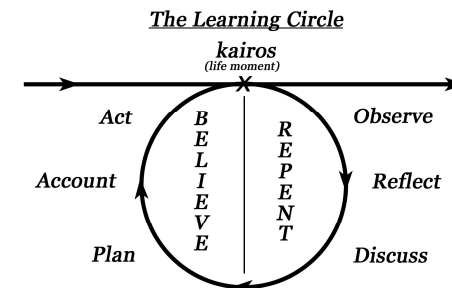 The Learning Circle
kairos
(life moment)
X
Act
Observe
BELIEVE
REPENT
Account
Reflect
Plan
Discuss